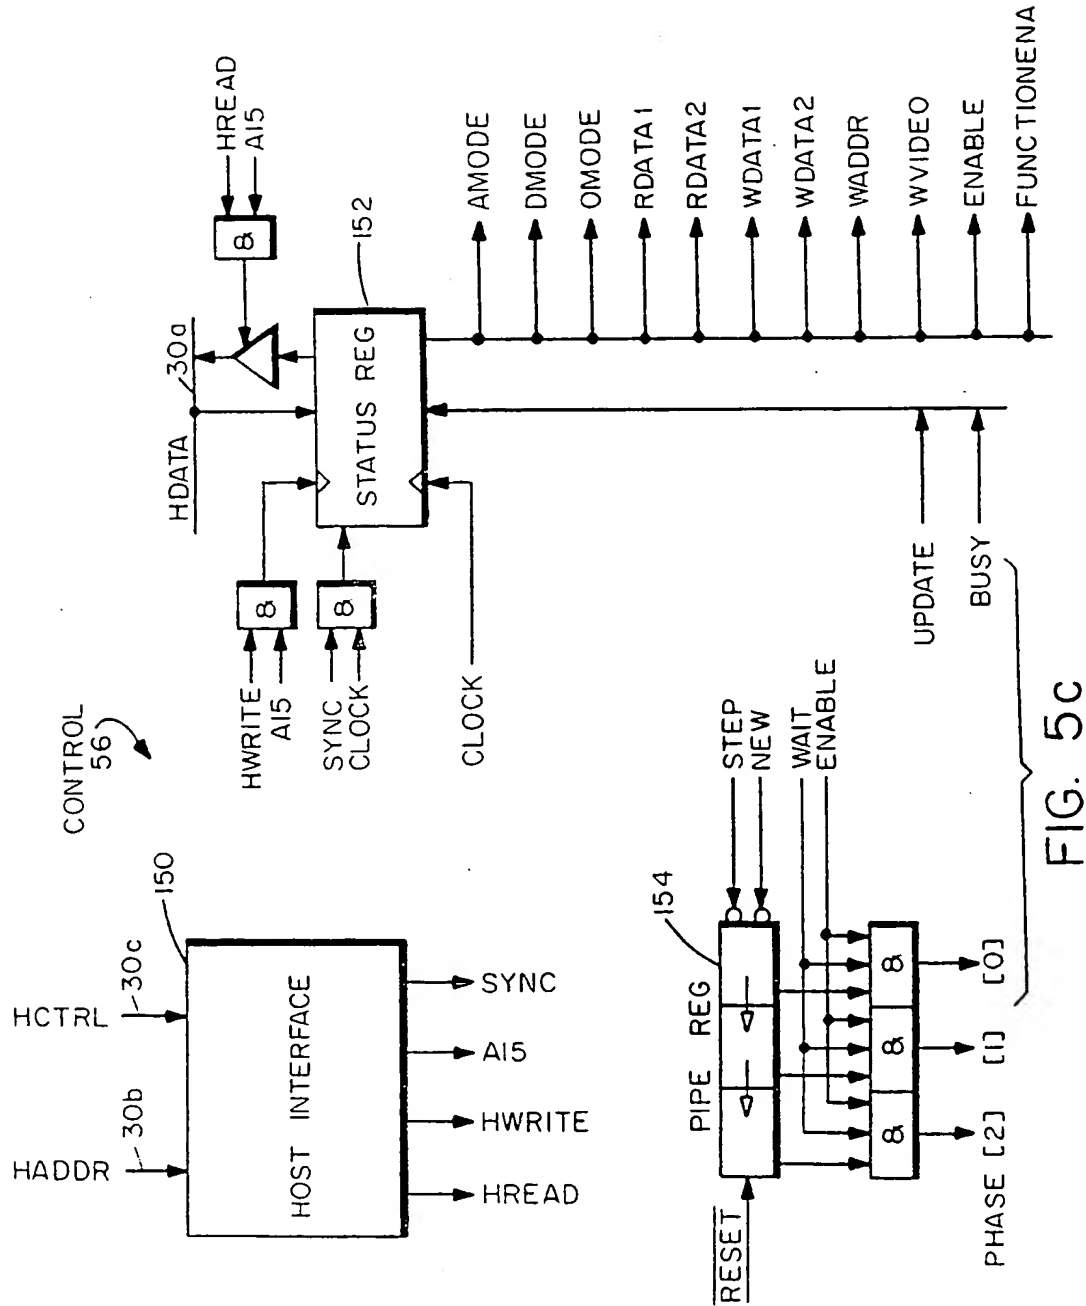 CONTROL
56
HCTRL
30c
HADDR
30b
150
HOST INTERFACE
SYNC
A15
HWRITE
HREAD
HWRITE
A15
&
SYNC
CLOCK
&
CLOCK
HDATA
30a
HREAD
A15
&
152
STATUS REG
AMODE
DMODE
OMODE
RDATA1
RDATA2
WDATA1
WDATA2
WADDR
WVIDEO
ENABLE
FUNCTIONENA
UPDATE
BUSY
RESET
PIPE REG
154
STEP
NEW
WAIT
ENABLE
& & &
PHASE [2] [1] [0]
FIG. 5c